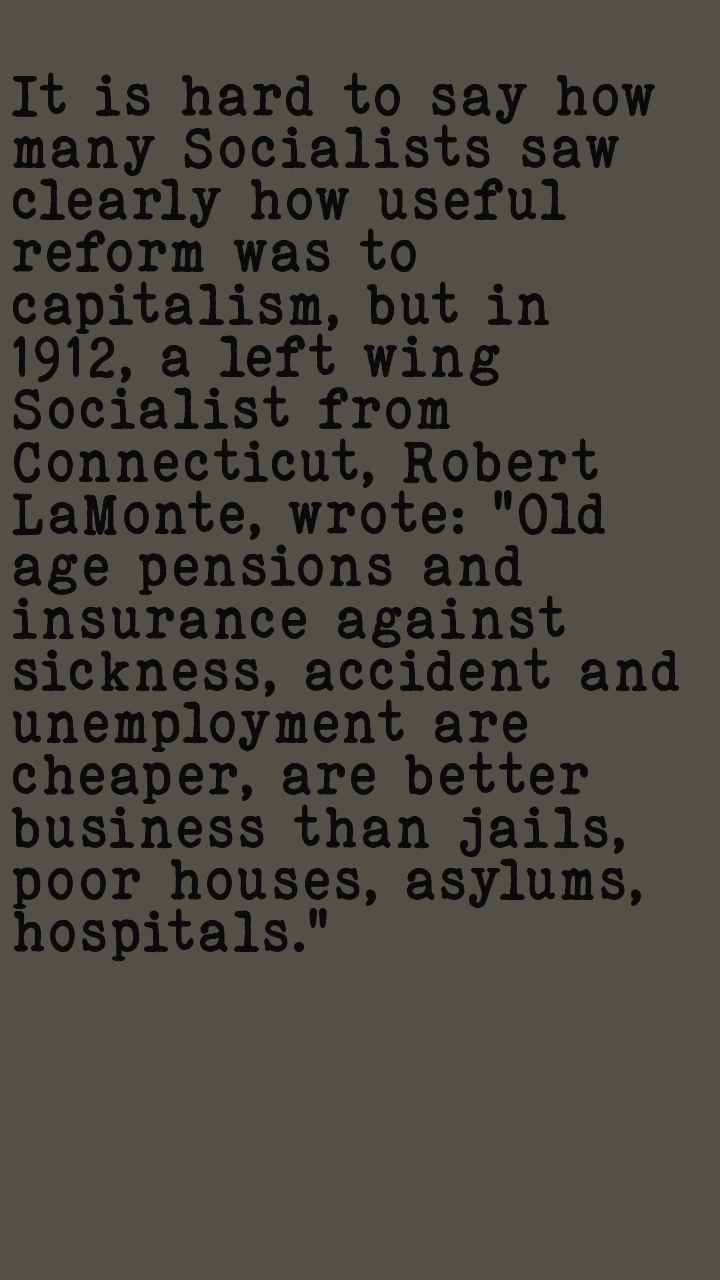 It is hard to say how
many Socialists saw
clearly how useful
reform was to
capitalism, but in
1912, a left wing
Socialist from
Connecticut, Robert
LaMonte, wrote: "Old
age pensions and
insurance against
sickness, accident and
unemployment are
cheaper, are better
business than jails,
poor houses, asylums,
hospitals."